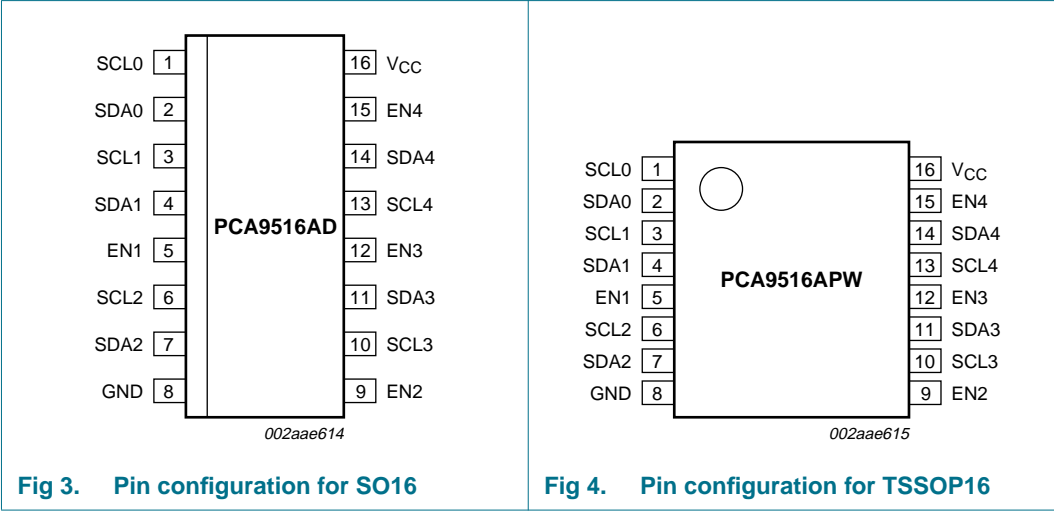 SCL0 1 16 VCC
SDA0 2 15 EN4
SCL1 3 14 SDA4
SDA1 4 13 SCL4
PCA9516AD
EN1 5 12 EN3
SCL2 6 11 SDA3
SDA2 7 10 SCL3
GND 8 9 EN2
002aae614
Fig 3. Pin configuration for SO16
SCL0 1 16 VCC
SDA0 2 15 EN4
SCL1 3 14 SDA4
SDA1 4 13 SCL4
PCA9516APW
EN1 5 12 EN3
SCL2 6 11 SDA3
SDA2 7 10 SCL3
GND 8 9 EN2
002aae615
Fig 4. Pin configuration for TSSOP16